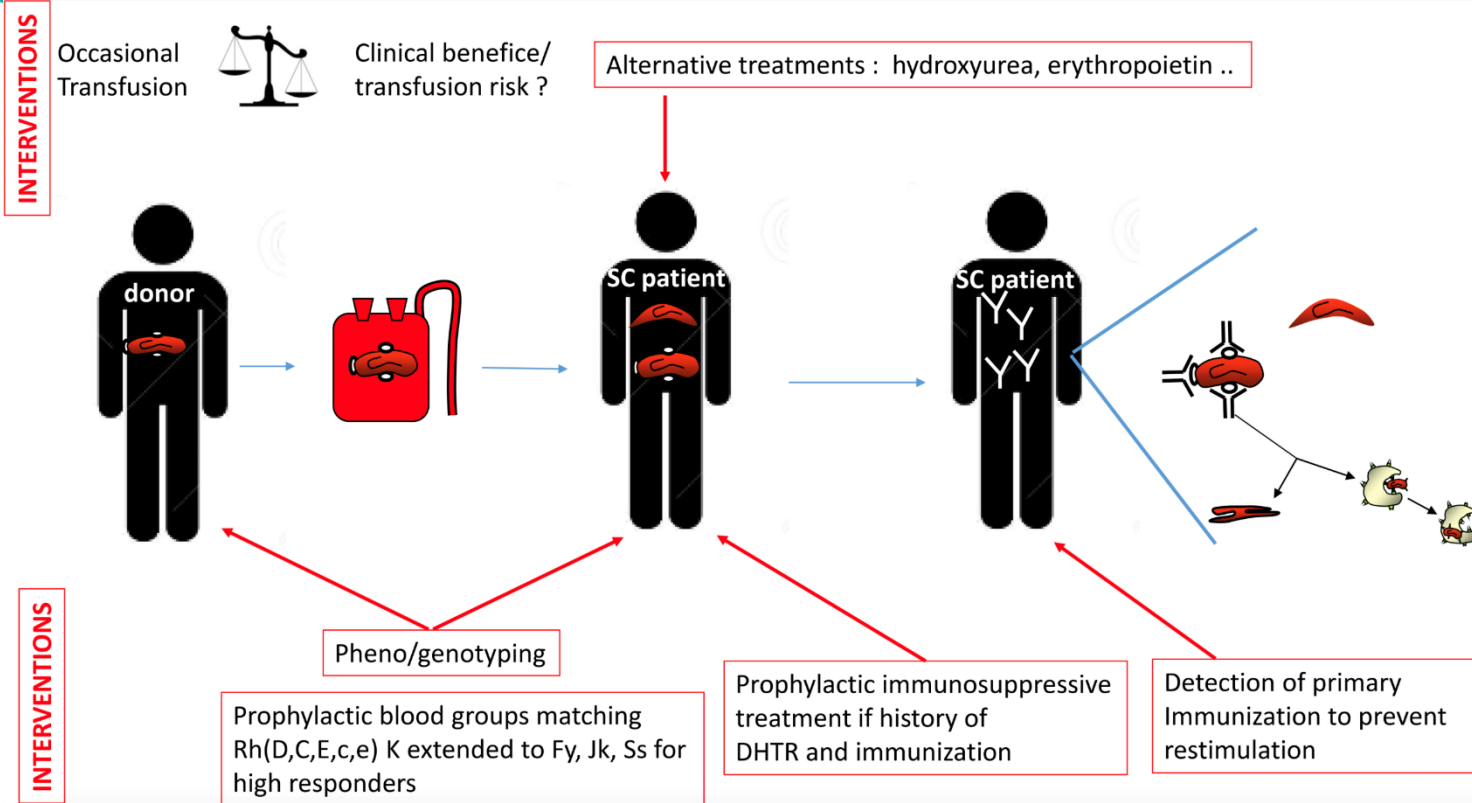 INTERVENTIONS
Occasional
Transfusion
Clinical benefice/
transfusion risk ?
Alternative treatments : hydroxyurea, erythropoietin ..
donor
SC patient
SC patient
INTERVENTIONS
Pheno/genotyping
Prophylactic blood groups matching
Rh(D,C,E,c,e) K extended to Fy, Jk, Ss for
high responders
Prophylactic immunosuppressive
treatment if history of
DHTR and immunization
Detection of primary
Immunization to prevent
restimulation